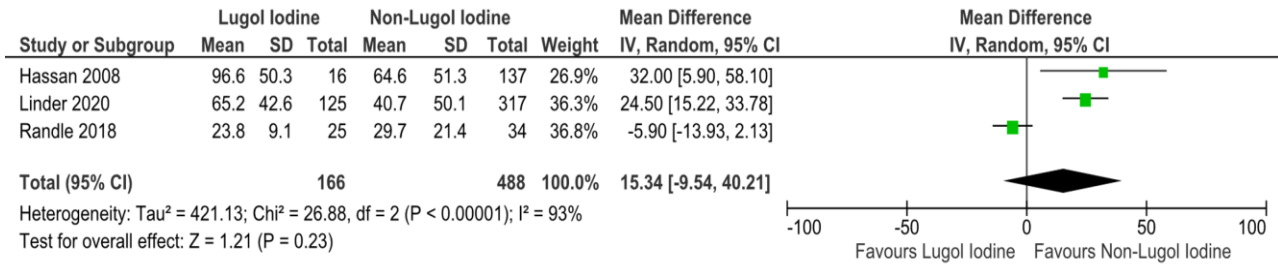 Lugol Iodine Non-Lugol Iodine Mean Difference Mean Difference
Study or Subgroup Mean SD Total Mean SD Total Weight IV, Random, 95% CI IV, Random, 95% CI
Hassan 2008 96.6 50.3 16 64.6 51.3 137 26.9% 32.00 [5.90, 58.10]
Linder 2020 65.2 42.6 125 40.7 50.1 317 36.3% 24.50 [15.22, 33.78]
Randle 2018 23.8 9.1 25 29.7 21.4 34 36.8% -5.90 [-13.93, 2.13]
Total (95% CI) 166 488 100.0% 15.34 [-9.54, 40.21]
Heterogeneity: Tau² = 421.13; Chi² = 26.88, df = 2 (P < 0.00001); I² = 93%
Test for overall effect: Z = 1.21 (P = 0.23)
-100 -50 0 50 100
Favours Lugol Iodine Favours Non-Lugol Iodine